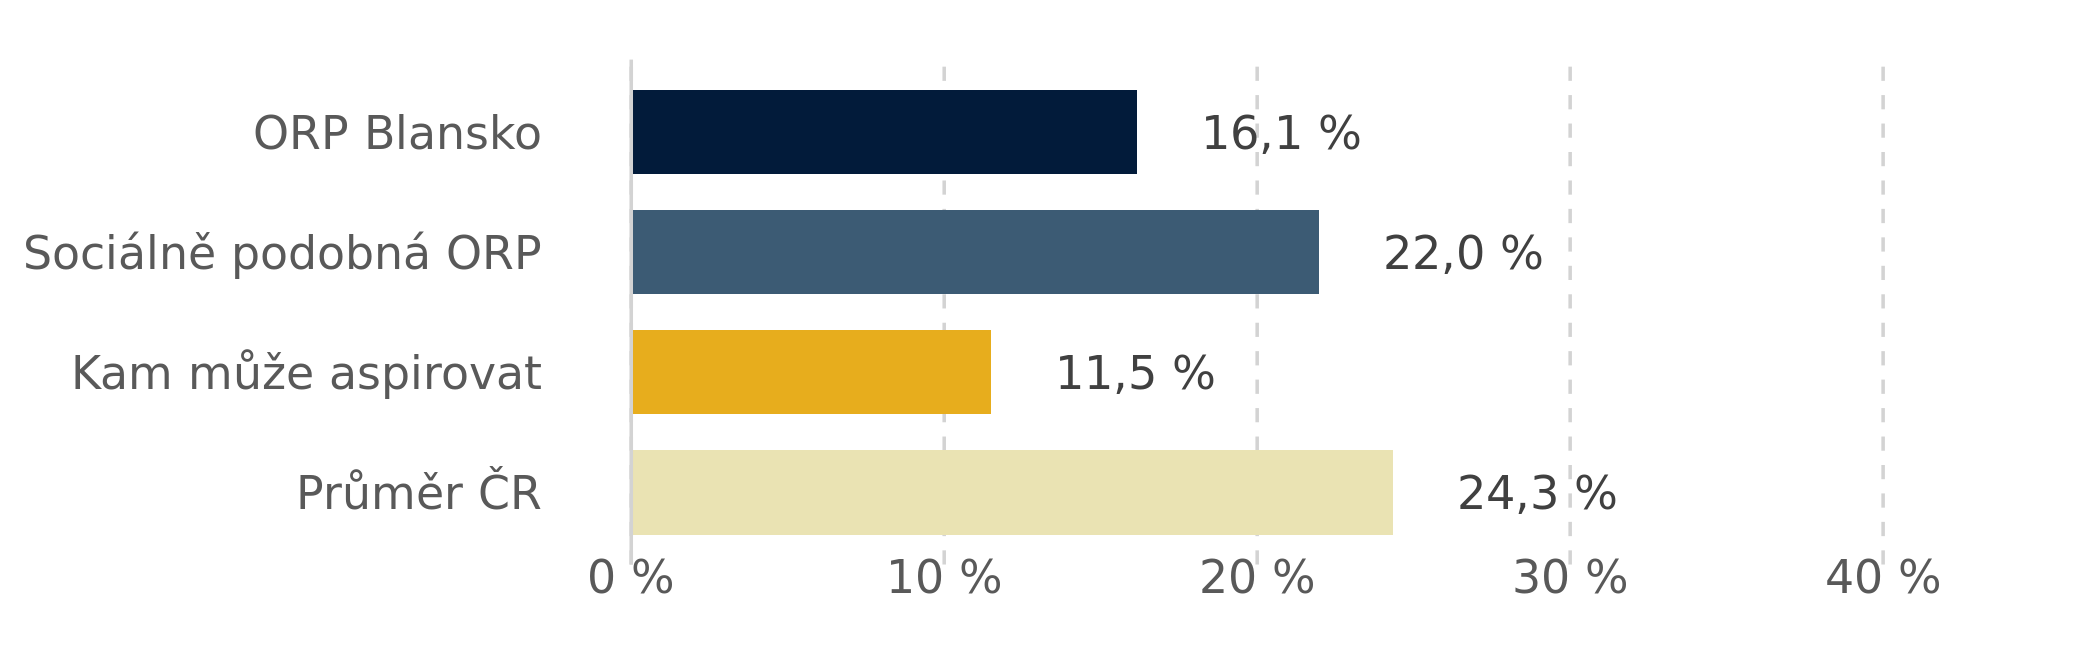 ORP Blansko 16,1 %
Sociálně podobná ORP 22,0 %
Kam může aspirovat 11,5 %
Průměr ČR 24,3 %
0 % 10 % 20 % 30 % 40 %